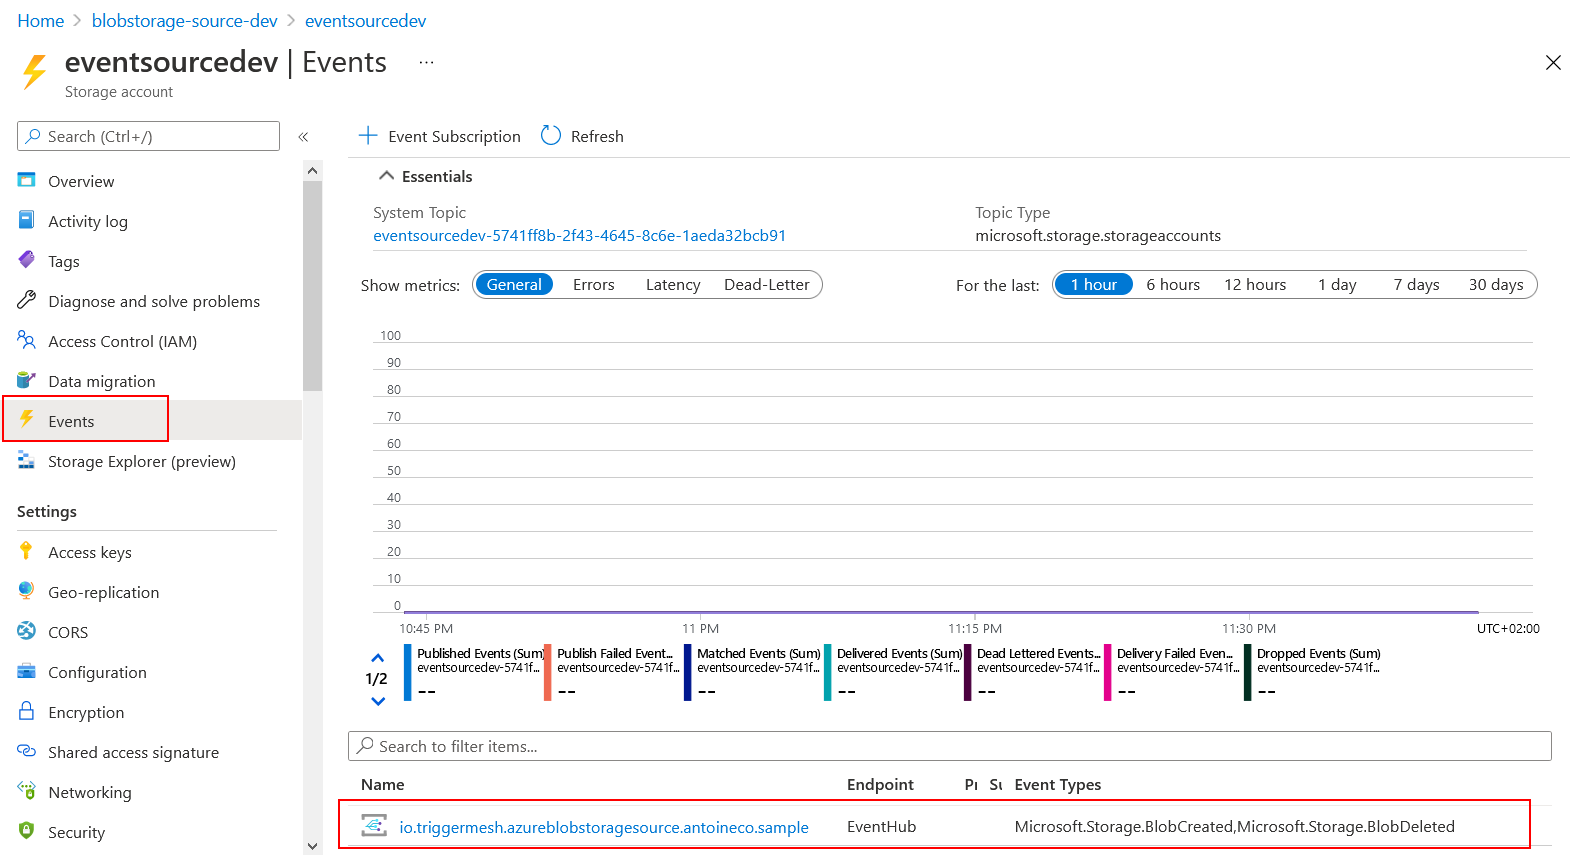 Home > blobstorage-source-dev > eventsourcedev
eventsourcedev | Events ...
Storage account
Search (Ctrl+/)
«
Overview
Activity log
Tags
Diagnose and solve problems
Access Control (IAM)
Data migration
Events
Storage Explorer (preview)
Settings
Access keys
Geo-replication
CORS
Configuration
Encryption
Shared access signature
Networking
Security
Event Subscription Refresh
Essentials
System Topic Topic Type
eventsourcedev-5741ff8b-2f43-4645-8c6e-1aeda32bcb91 microsoft.storage.storageaccounts
Show metrics: General Errors Latency Dead-Letter For the last: 1 hour 6 hours 12 hours 1 day 7 days 30 days
100
90
80
70
60
50
40
30
20
10
0
10:45 PM 11 PM 11:15 PM 11:30 PM UTC+02:00
1/2
Published Events (Sum) Publish Failed Event... Matched Events (Sum) Delivered Events (Sum) Dead Lettered Events... Delivery Failed Even... Dropped Events (Sum)
eventsourcedev-5741f... eventsourcedev-5741f... eventsourcedev-5741f... eventsourcedev-5741f... eventsourcedev-5741f... eventsourcedev-5741f... eventsourcedev-5741f...
-- -- -- -- -- -- --
Search to filter items...
Name Endpoint Event Types
io.triggermesh.azureblobstoragesource.antoineco.sample EventHub Microsoft.Storage.BlobCreated,Microsoft.Storage.BlobDeleted